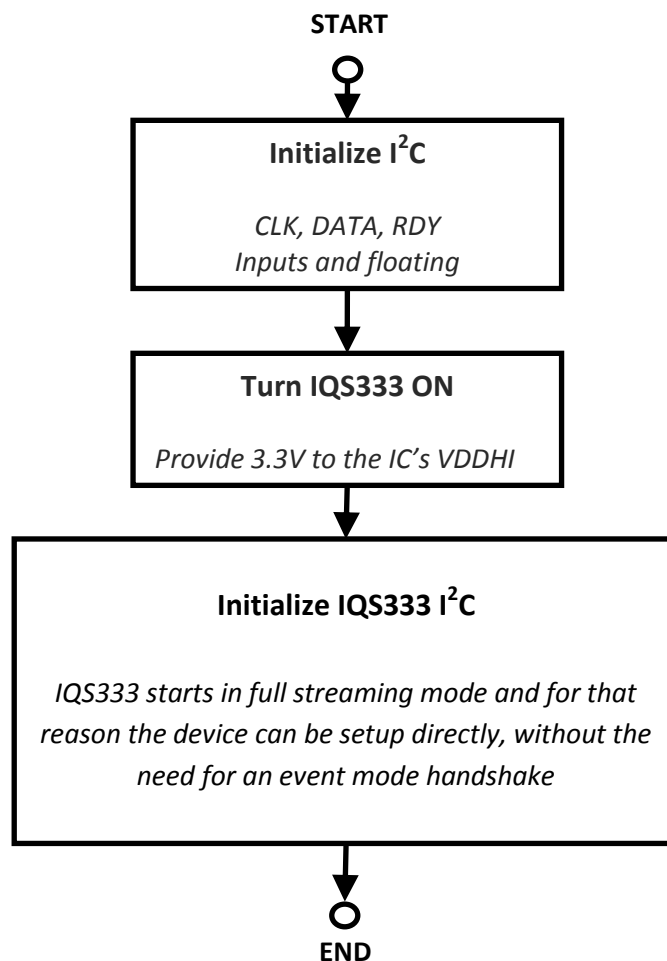 START
Initialize I²C
CLK, DATA, RDY
Inputs and floating
Turn IQS333 ON
Provide 3.3V to the IC’s VDDHI
Initialize IQS333 I²C
IQS333 starts in full streaming mode and for that
reason the device can be setup directly, without the
need for an event mode handshake
END